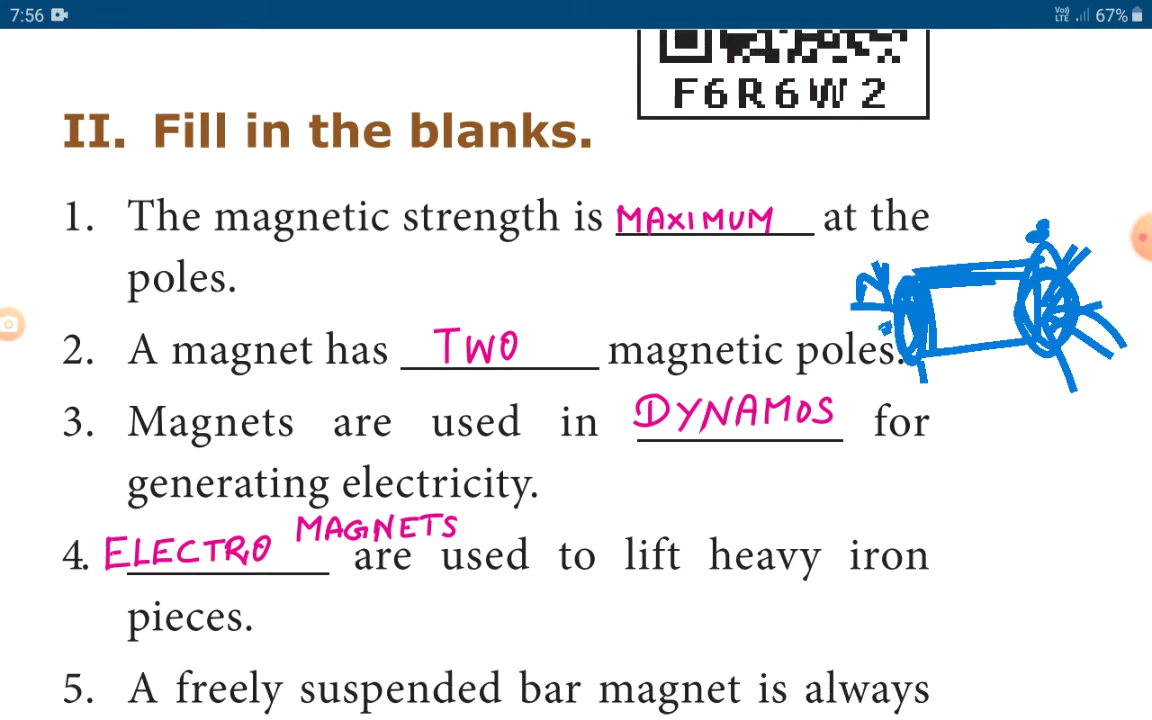 7:56 Vo) LTE 67%
F6R6W2
II. Fill in the blanks.
1. The magnetic strength is MAXIMUM at the
poles.
2. A magnet has TWO magnetic poles.
3. Magnets are used in DYNAMOS for
generating electricity.
4. ELECTRO MAGNETS are used to lift heavy iron
pieces.
5. A freely suspended bar magnet is always